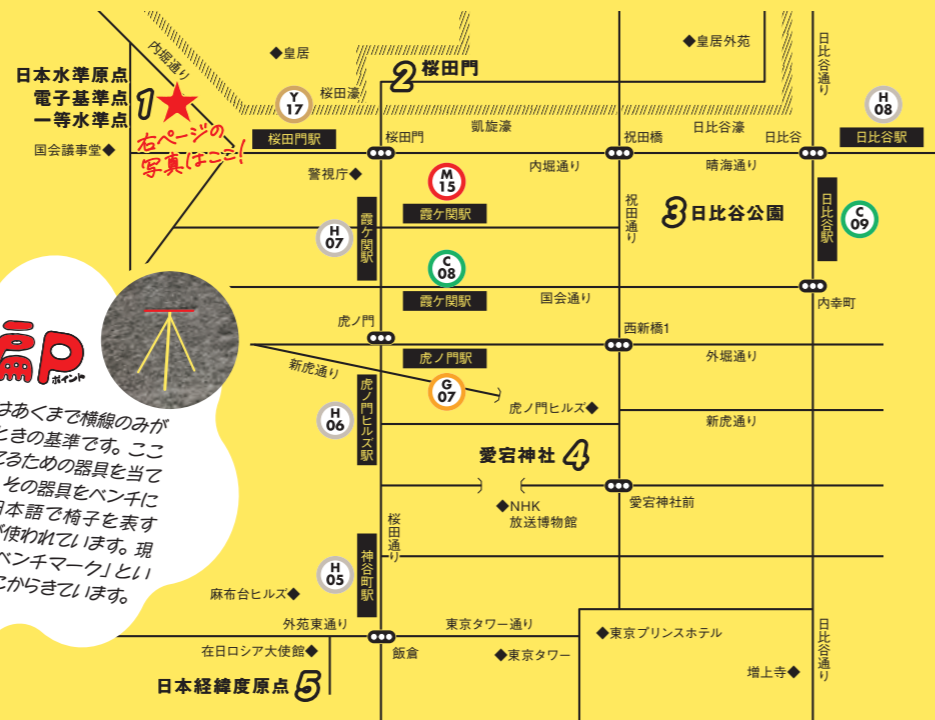 内堀通り
◆皇居
◆皇居外苑
日比谷通り
日本水準原点
電子基準点
一等水準点
1
2 桜田門
桜田濠
Y
17
H
08
右ページの
写真はここ!
桜田門駅
桜田門
凱旋濠
祝田橋
日比谷濠
日比谷
日比谷駅
国会議事堂◆
内堀通り
晴海通り
警視庁◆
M
15
霞ケ関駅
祝田通り
3 日比谷公園
日比谷駅
C
09
H
07
霞ケ関駅
C
08
霞ケ関駅
国会通り
内幸町
虎ノ門
西新橋1
虎ノ門駅
外堀通り
新虎通り
G
07
虎ノ門ヒルズ◆
新虎通り
H
06
虎ノ門ヒルズ駅
愛宕神社 4
◆NHK
放送博物館
愛宕神社前
桜田通り
H
05
神谷町駅
麻布台ヒルズ◆
外苑東通り
東京タワー通り
在日ロシア大使館◆
飯倉
◆東京タワー
◆東京プリンスホテル
増上寺◆
日比谷通り
日本経緯度原点 5
P
ポイント
はあくまで横線のみが
ときの基準です。ここ
てるための器具を当て
その器具をベンチに
日本語で椅子を表す
使われています。現
ベンチマーク」とい
こからきています。